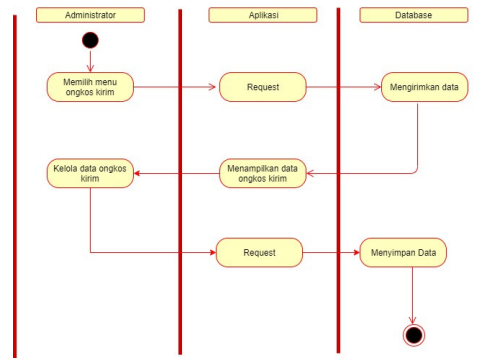 Administrator
Aplikasi
Database
Memilih menu
ongkos kirim
Request
Mengirimkan data
Kelola data ongkos
kirim
Menampilkan data
ongkos kirim
Request
Menyimpan Data